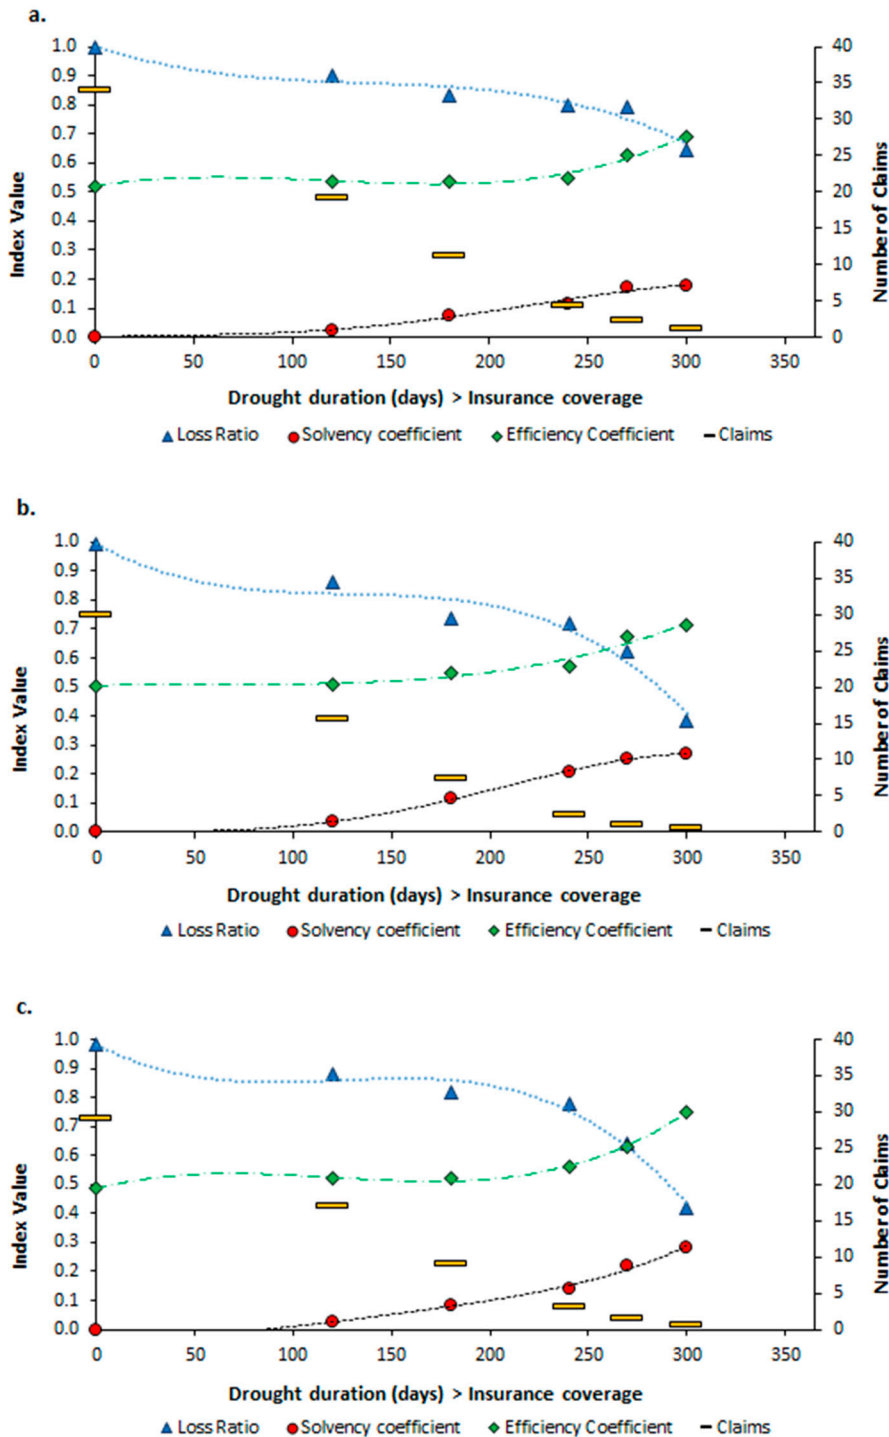 a.
1.0 40
0.9 35
0.8 30
0.7 25
0.6
0.5 20
0.4 15
0.3 10
0.2
0.1 5
0.0 0
Index Value
Number of Claims
0 50 100 150 200 250 300 350
Drought duration (days) > Insurance coverage
Loss Ratio Solvency coefficient Efficiency Coefficient Claims
b.
1.0 40
0.9 35
0.8 30
0.7 25
0.6
0.5 20
0.4 15
0.3 10
0.2
0.1 5
0.0 0
Index Value
Number of Claims
0 50 100 150 200 250 300 350
Drought duration (days) > Insurance coverage
Loss Ratio Solvency coefficient Efficiency Coefficient Claims
c.
1.0 40
0.9 35
0.8 30
0.7 25
0.6
0.5 20
0.4 15
0.3 10
0.2
0.1 5
0.0 0
Index Value
Number of Claims
0 50 100 150 200 250 300 350
Drought duration (days) > Insurance coverage
Loss Ratio Solvency coefficient Efficiency Coefficient Claims